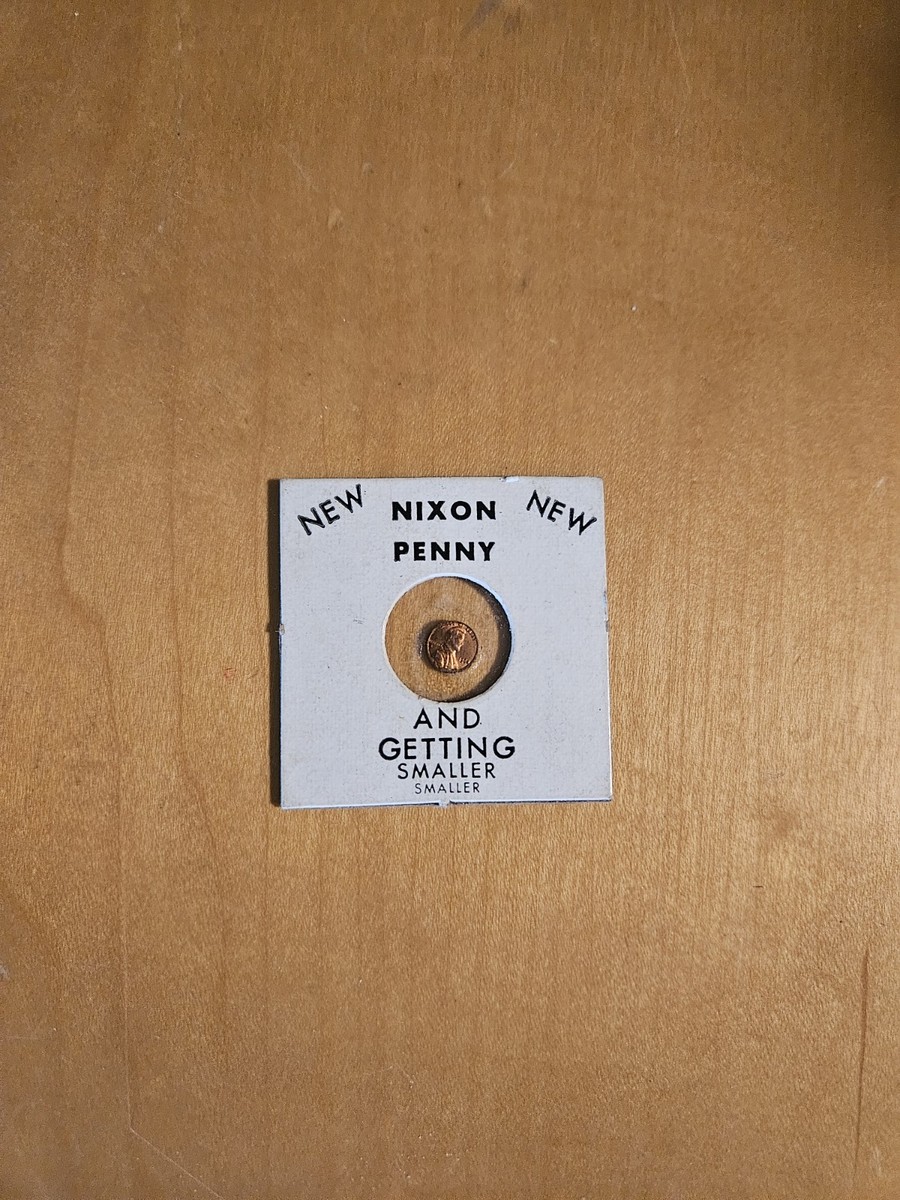 NEW NIXON NEW
PENNY
AND
GETTING
SMALLER
SMALLER